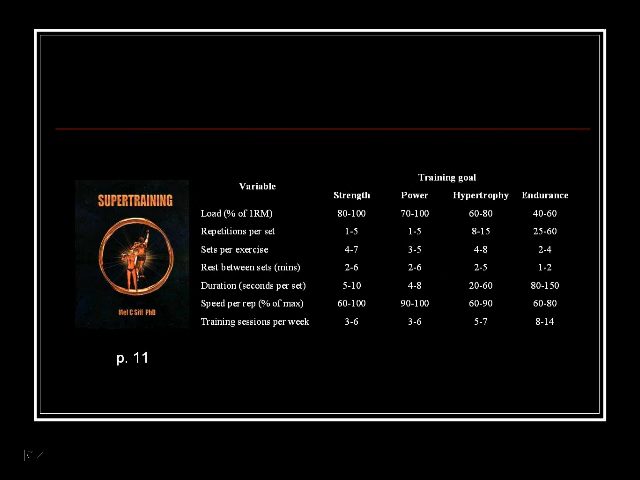 SUPERTRAINING
Mel C Siff PhD
p. 11
Training goal
Variable
Strength Power Hypertrophy Endurance
Load (% of 1RM) 80-100 70-100 60-80 40-60
Repetitions per set 1-5 1-5 8-15 25-60
Sets per exercise 4-7 3-5 4-8 2-4
Rest between sets (mins) 2-6 2-6 2-5 1-2
Duration (seconds per set) 5-10 4-8 20-60 80-150
Speed per rep (% of max) 60-100 90-100 60-90 60-80
Training sessions per week 3-6 3-6 5-7 8-14